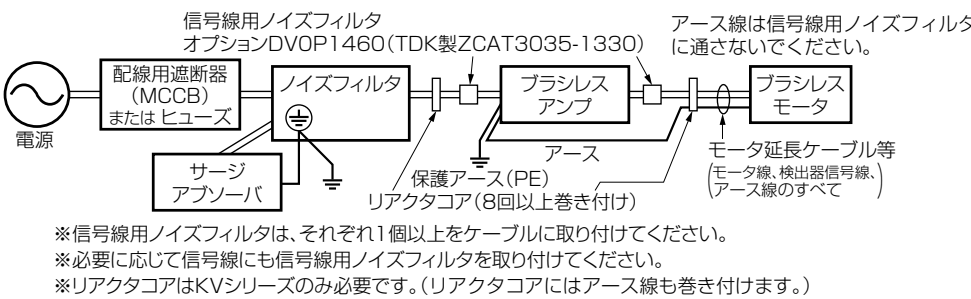 信号線用ノイズフィルタ
オプションDV0P1460(TDK製ZCAT3035-1330)
アース線は信号線用ノイズフィルタ
に通さないでください。
電源
配線用遮断器
(MCCB)
または ヒューズ
ノイズフィルタ
ブラシレス
アンプ
ブラシレス
モータ
サージ
アブソーバ
アース
保護アース(PE)
リアクタコア(8回以上巻き付け)
モータ延長ケーブル等
(モータ線、検出器信号線、
アース線のすべて)
※信号線用ノイズフィルタは、それぞれ1個以上をケーブルに取り付けてください。
※必要に応じて信号線にも信号線用ノイズフィルタを取り付けてください。
※リアクタコアはKVシリーズのみ必要です。(リアクタコアにはアース線も巻き付けます。)